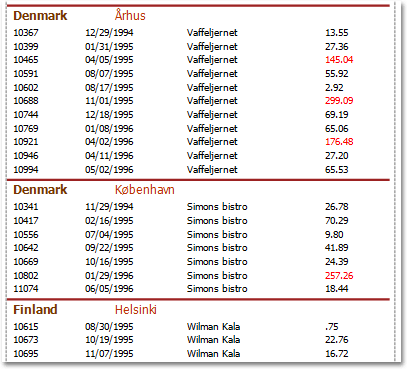 Denmark Århus
10367 12/29/1994 Vaffeljernet 13.55
10399 01/31/1995 Vaffeljernet 27.36
10465 04/05/1995 Vaffeljernet 145.04
10591 08/07/1995 Vaffeljernet 55.92
10602 08/17/1995 Vaffeljernet 2.92
10688 11/01/1995 Vaffeljernet 299.09
10744 12/18/1995 Vaffeljernet 69.19
10769 01/08/1996 Vaffeljernet 65.06
10921 04/02/1996 Vaffeljernet 176.48
10946 04/11/1996 Vaffeljernet 27.20
10994 05/02/1996 Vaffeljernet 65.53
Denmark København
10341 11/29/1994 Simons bistro 26.78
10417 02/16/1995 Simons bistro 70.29
10556 07/04/1995 Simons bistro 9.80
10642 09/22/1995 Simons bistro 41.89
10669 10/16/1995 Simons bistro 24.39
10802 01/29/1996 Simons bistro 257.26
11074 06/05/1996 Simons bistro 18.44
Finland Helsinki
10615 08/30/1995 Wilman Kala .75
10673 10/19/1995 Wilman Kala 22.76
10695 11/07/1995 Wilman Kala 16.72